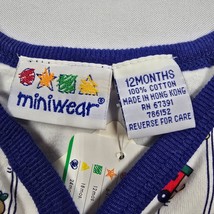 miniwear®
12MONTHS
100% COTTON
MADE IN HONG KONG
RN 67391
786152
REVERSE FOR CARE